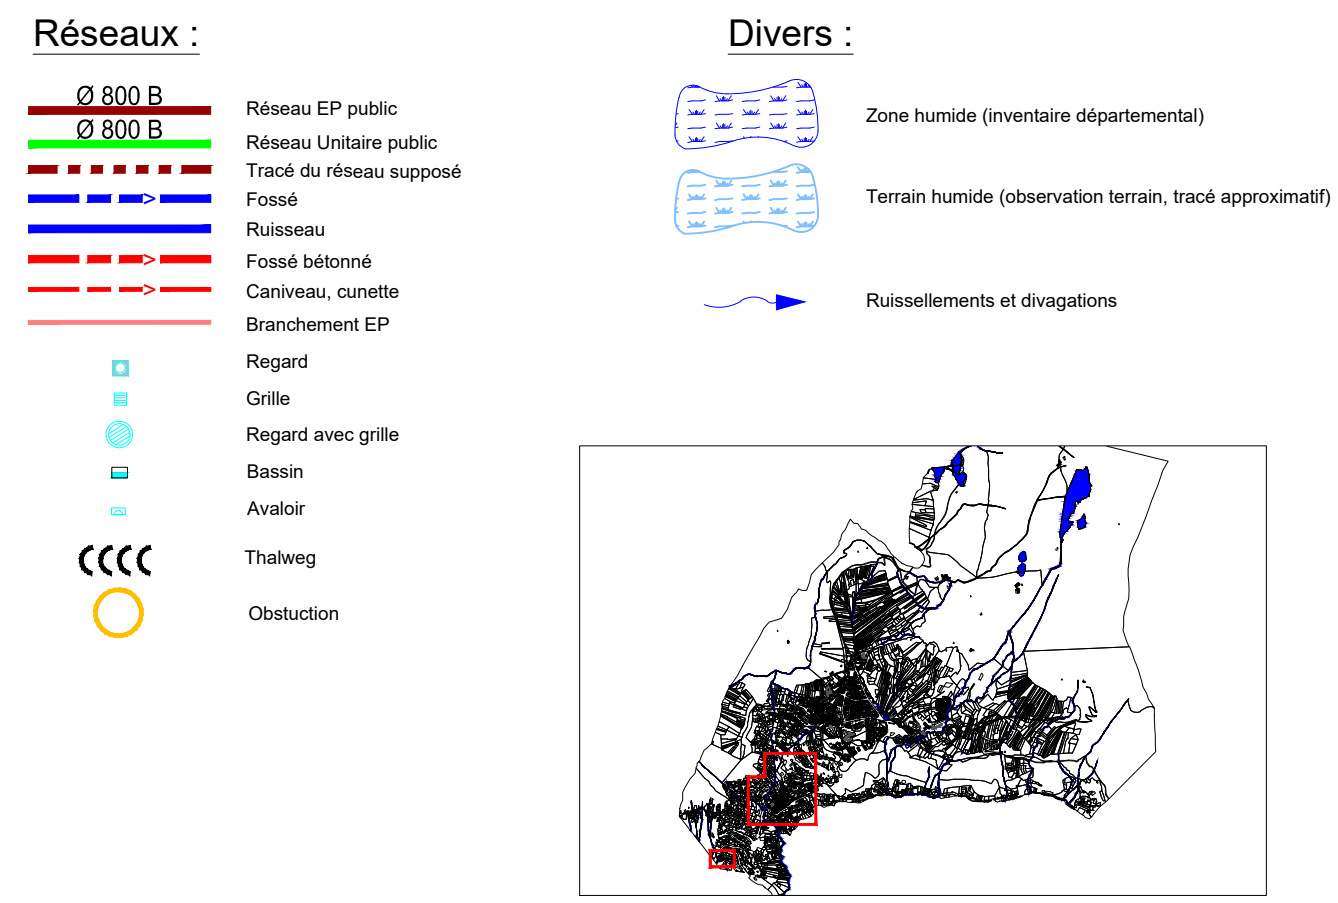 Réseaux :
Ø 800 B
Réseau EP public
Ø 800 B
Réseau Unitaire public
Tracé du réseau supposé
Fossé
Ruisseau
Fossé bétonné
Caniveau, cunette
Branchement EP
Regard
Grille
Regard avec grille
Bassin
Avaloir
Thalweg
Obstuction
Divers :
Zone humide (inventaire départemental)
Terrain humide (observation terrain, tracé approximatif)
Ruissellements et divagations